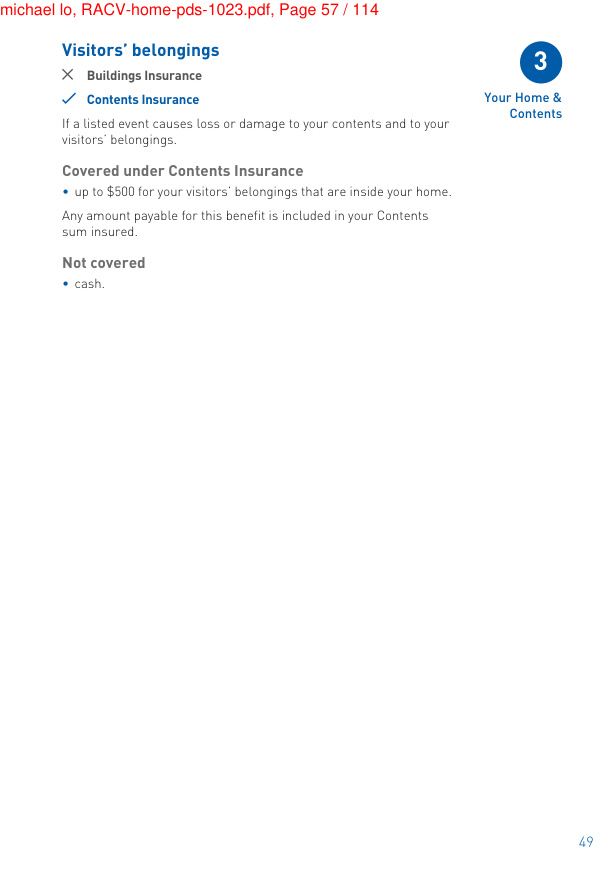 michael lo, RACV-home-pds-1023.pdf, Page 57 / 114
Visitors’ belongings
Buildings Insurance
Contents Insurance
If a listed event causes loss or damage to your contents and to your
visitors’ belongings.
Covered under Contents Insurance
• up to $500 for your visitors’ belongings that are inside your home.
Any amount payable for this benefit is included in your Contents
sum insured.
Not covered
• cash.
3
Your Home &
Contents
49